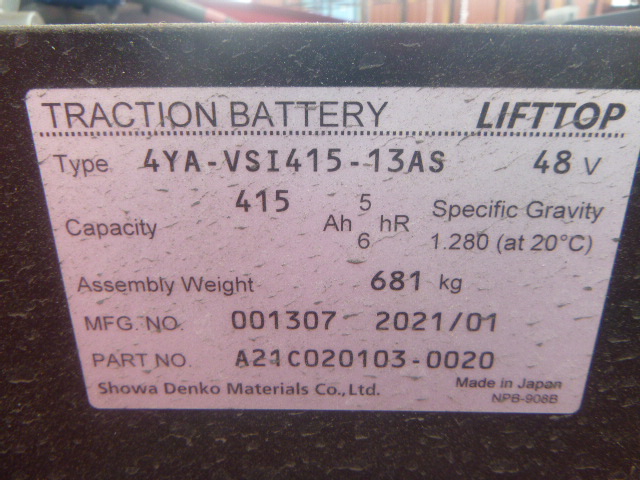 TRACTION BATTERY LIFTTOP
Type 4YA-VSI415-13AS 48 V
Capacity 415 Ah 5 hR Specific Gravity
6 1.280 (at 20°C)
Assembly Weight 681 kg
MFG. NO. 001307 2021/01
PART NO. A21C020103-0020
Showa Denko Materials Co., Ltd. Made in Japan
NPB-908B